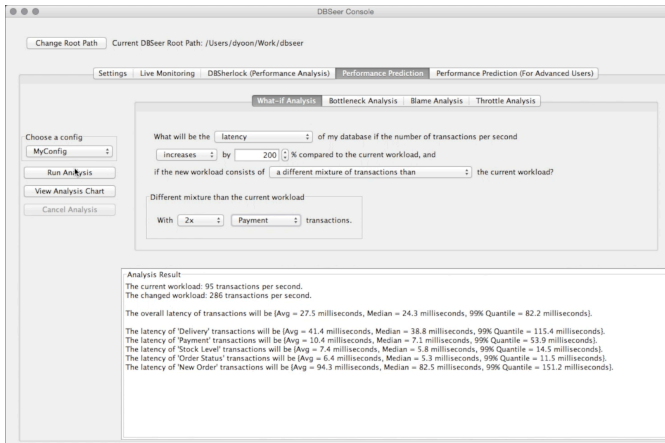 DBSeer Console
Change Root Path Current DBSeer Root Path: /Users/dyoon/Work/dbseer
Settings Live Monitoring DBSherlock (Performance Analysis) Performance Prediction Performance Prediction (For Advanced Users)
What-if Analysis Bottleneck Analysis Blame Analysis Throttle Analysis
Choose a config
MyConfig
Run Analysis
View Analysis Chart
Cancel Analysis
What will be the latency of my database if the number of transactions per second
increases by 200 % compared to the current workload, and
if the new workload consists of a different mixture of transactions than the current workload?
Different mixture than the current workload
With 2x Payment transactions.
Analysis Result
The current workload: 95 transactions per second.
The changed workload: 286 transactions per second.
The overall latency of transactions will be {Avg = 27.5 milliseconds, Median = 24.3 milliseconds, 99% Quantile = 82.2 milliseconds}.
The latency of 'Delivery' transactions will be {Avg = 41.4 milliseconds, Median = 38.8 milliseconds, 99% Quantile = 115.4 milliseconds}.
The latency of 'Payment' transactions will be {Avg = 10.4 milliseconds, Median = 7.1 milliseconds, 99% Quantile = 53.9 milliseconds}.
The latency of 'Stock Level' transactions will be {Avg = 7.4 milliseconds, Median = 5.8 milliseconds, 99% Quantile = 14.5 milliseconds}.
The latency of 'Order Status' transactions will be {Avg = 6.4 milliseconds, Median = 5.3 milliseconds, 99% Quantile = 11.5 milliseconds}.
The latency of 'New Order' transactions will be {Avg = 94.3 milliseconds, Median = 82.5 milliseconds, 99% Quantile = 151.2 milliseconds}.